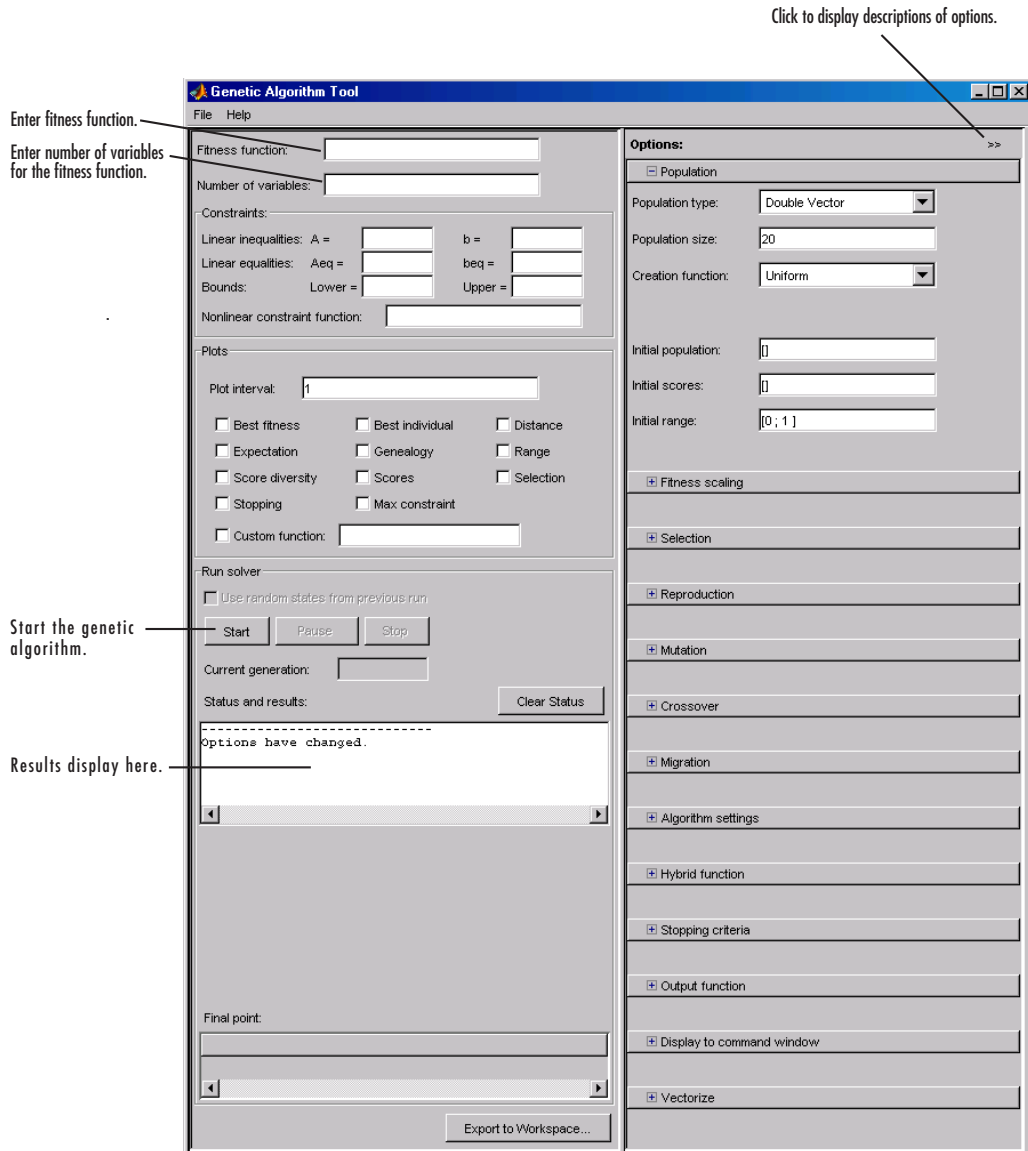 Click to display descriptions of options.
Genetic Algorithm Tool
File Help
Enter fitness function.
Enter number of variables
for the fitness function.
Fitness function:
Number of variables:
Constraints:
Linear inequalities: A = b =
Linear equalities: Aeq = beq =
Bounds: Lower = Upper =
Nonlinear constraint function:
Plots
Plot interval: 1
Best fitness Best individual Distance
Expectation Genealogy Range
Score diversity Scores Selection
Stopping Max constraint
Custom function:
Run solver
Use random states from previous run
Start the genetic
algorithm.
Start Pause Stop
Current generation:
Status and results: Clear Status
------------------------------
Options have changed.
Results display here.
Final point:
Export to Workspace...
Options: >>
Population
Population type: Double Vector
Population size: 20
Creation function: Uniform
Initial population: []
Initial scores: []
Initial range: [0 ; 1 ]
Fitness scaling
Selection
Reproduction
Mutation
Crossover
Migration
Algorithm settings
Hybrid function
Stopping criteria
Output function
Display to command window
Vectorize